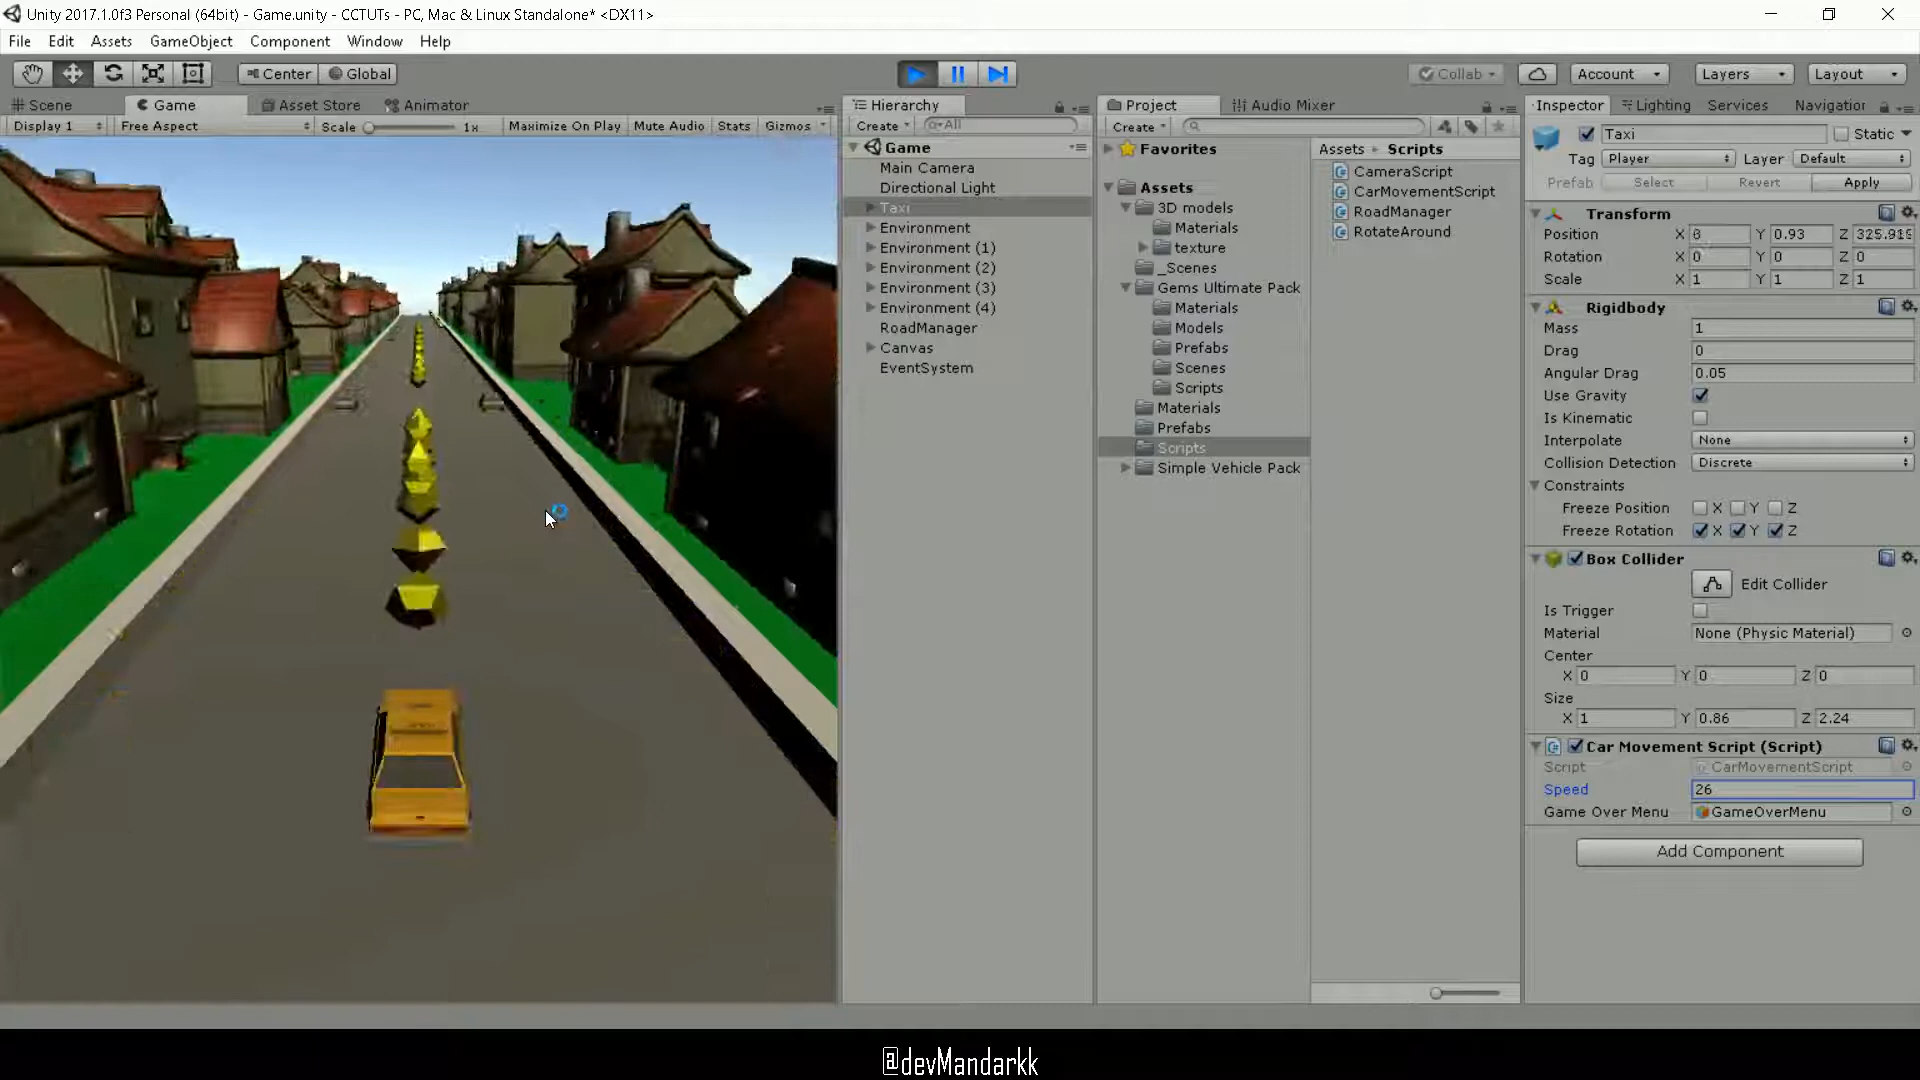 Unity 2017.1.0f3 Personal (64bit) - Game.unity - CCTUTs - PC, Mac & Linux Standalone* <DX11>
File Edit Assets GameObject Component Window Help
Center Global Collab Account Layers Layout
Scene Game Asset Store Animator
Display 1 Free Aspect Scale 1x Maximize On Play Mute Audio Stats Gizmos
Hierarchy
Create All
Game
Main Camera
Directional Light
Taxi
Environment
Environment (1)
Environment (2)
Environment (3)
Environment (4)
RoadManager
Canvas
EventSystem
Project Audio Mixer
Create
Favorites
Assets
3D models
Materials
texture
_Scenes
Gems Ultimate Pack
Materials
Models
Prefabs
Scenes
Scripts
Materials
Prefabs
Scripts
Simple Vehicle Pack
Assets Scripts
CameraScript
CarMovementScript
RoadManager
RotateAround
Inspector Lighting Services Navigation
Taxi Static
Tag Player Layer Default
Prefab Select Revert Apply
Transform
Position X Y 0.93 Z
Rotation X 0 Y 0 Z 0
Scale X 1 Y 1 Z 1
Rigidbody
Mass 1
Drag 0
Angular Drag 0.05
Use Gravity
Is Kinematic
Interpolate None
Collision Detection Discrete
Constraints
Freeze Position X Y Z
Freeze Rotation X Y Z
Box Collider
Edit Collider
Is Trigger
Material None (Physic Material)
Center
X 0 Y 0 Z 0
Size
X 1 Y 0.86 Z 2.24
Car Movement Script (Script)
Script CarMovementScript
Speed 26
Game Over Menu GameOverMenu
Add Component
@devMandarkk